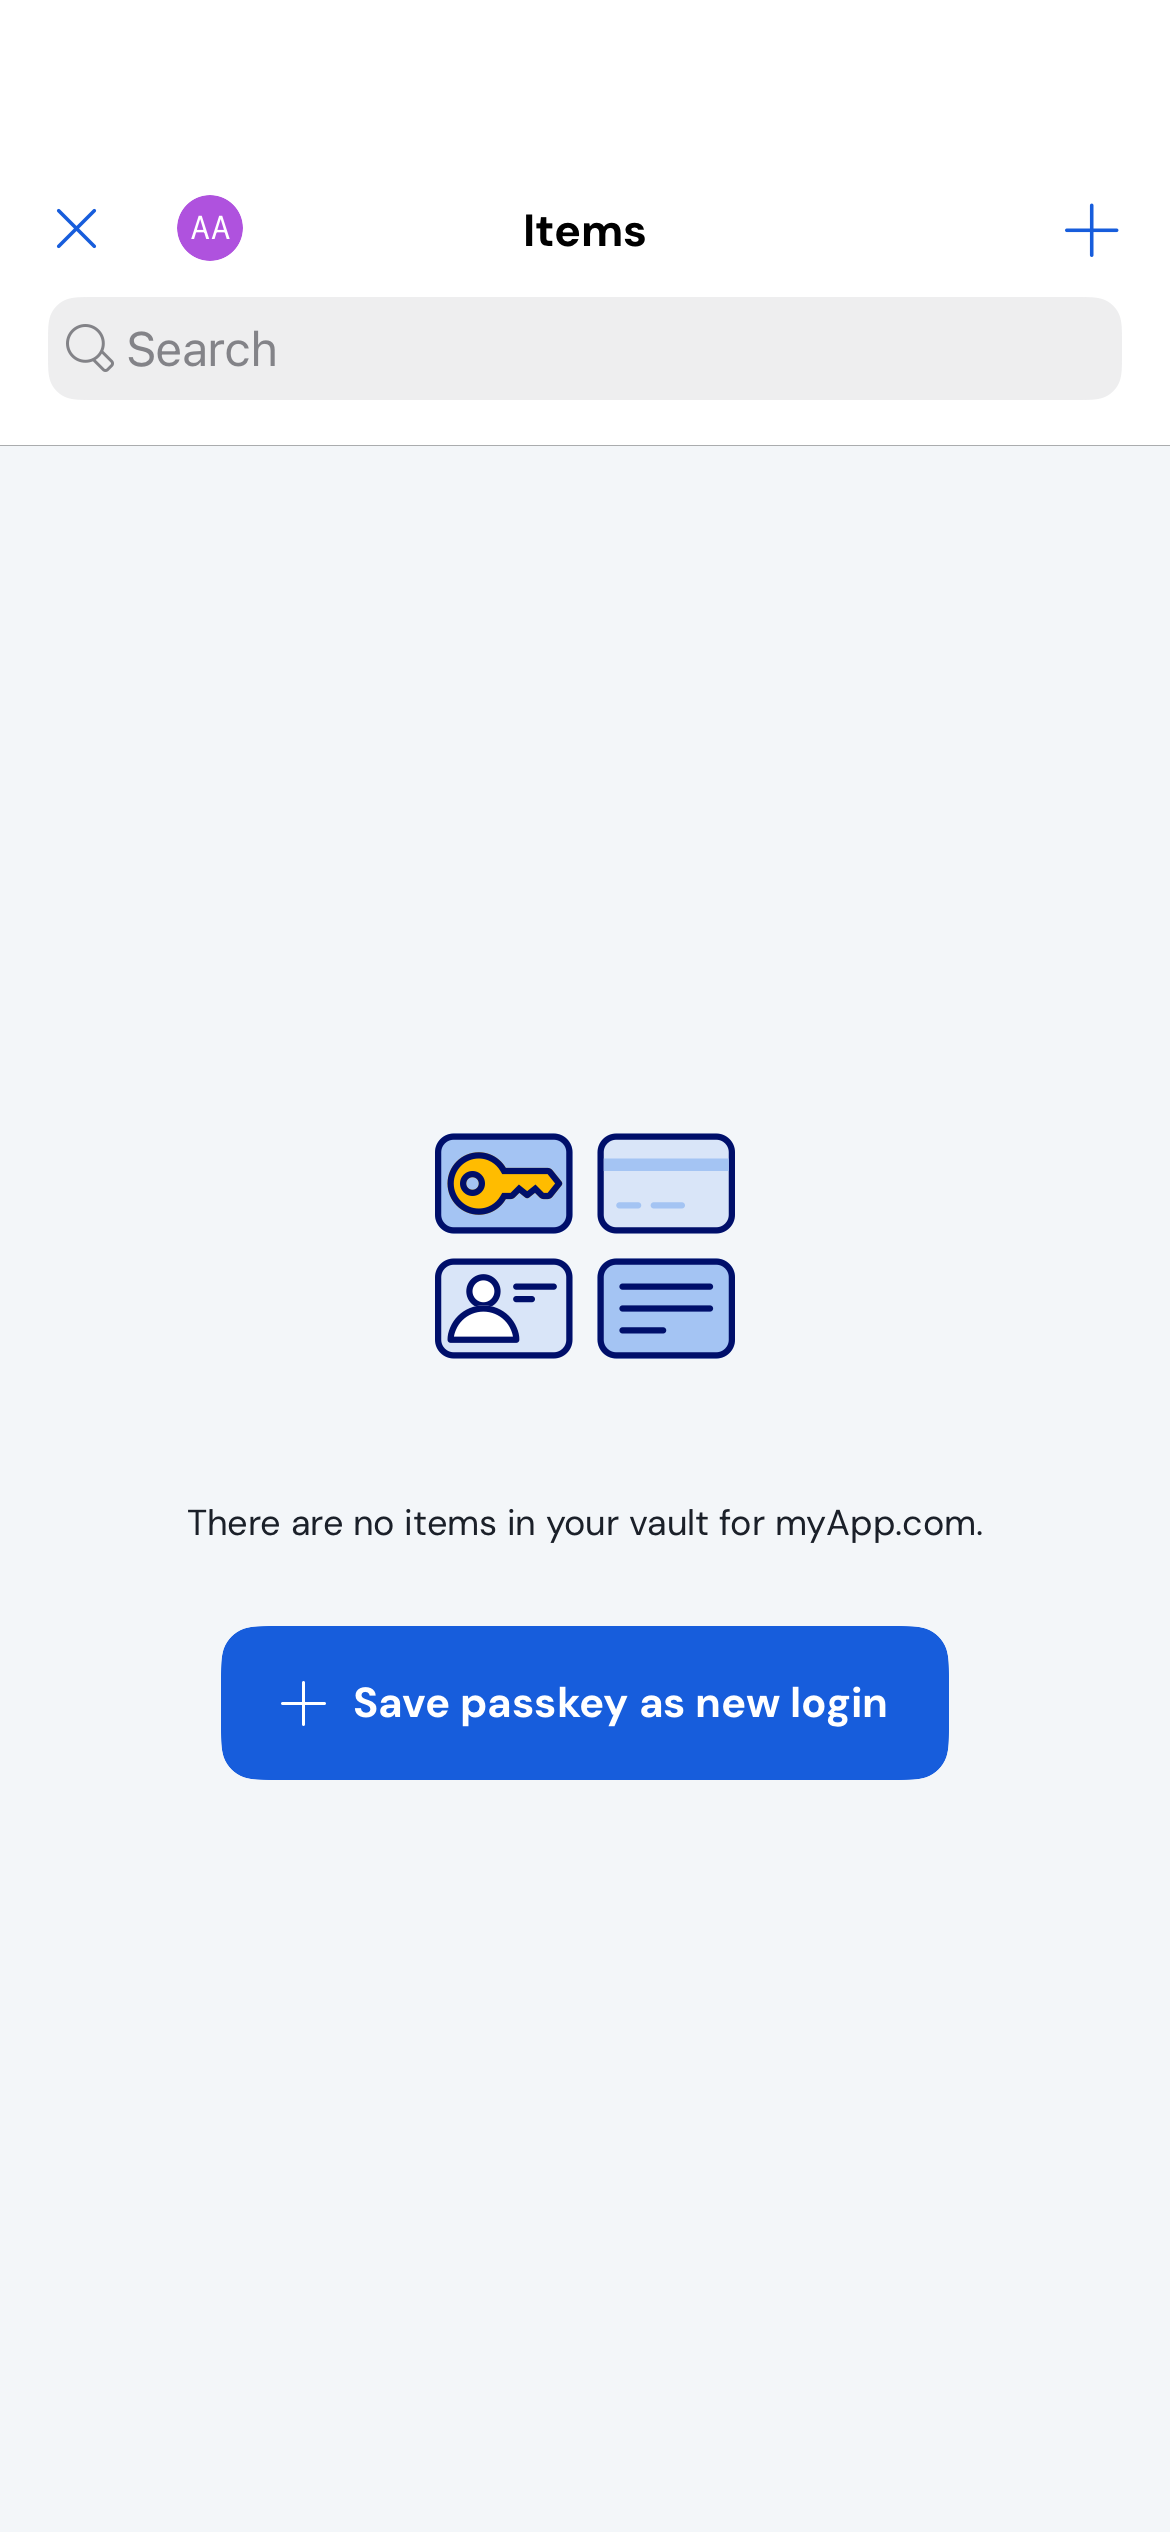 AA
Items
Search
There are no items in your vault for myApp.com.
Save passkey as new login